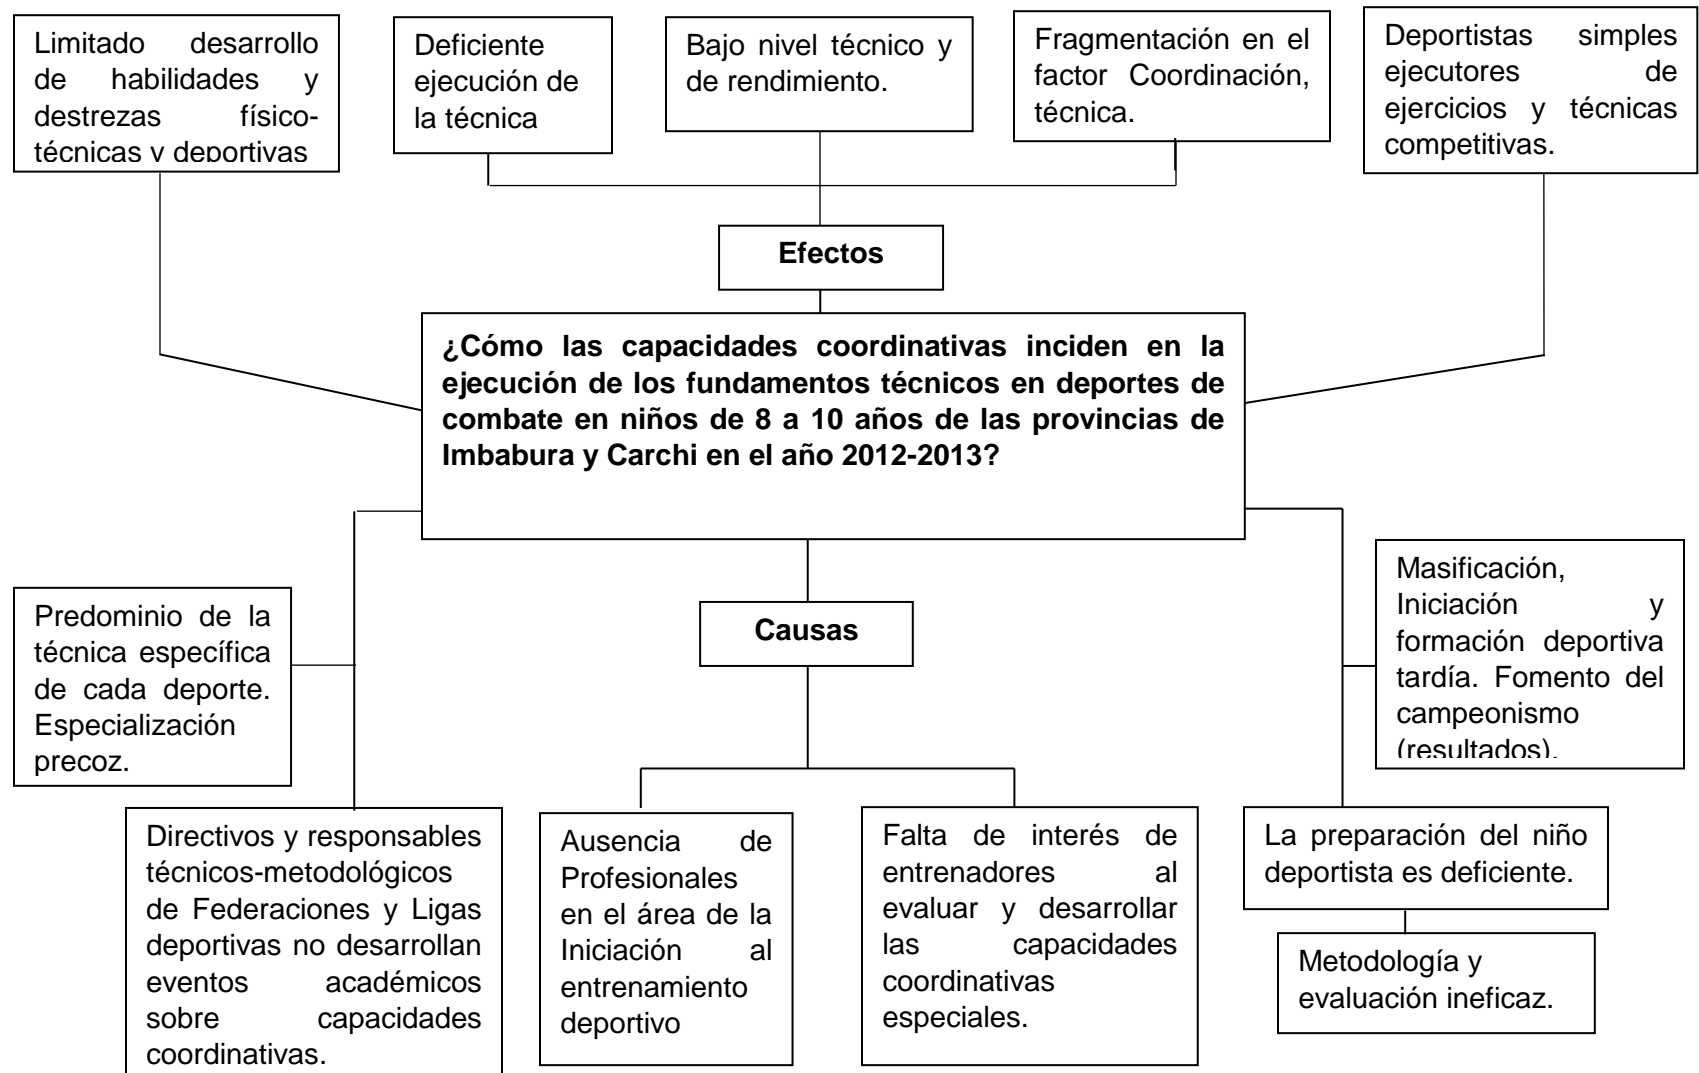 Limitado desarrollo
de habilidades y
destrezas físico-
técnicas y deportivas
Deficiente
ejecución de
la técnica
Bajo nivel técnico y
de rendimiento.
Fragmentación en el
factor Coordinación,
técnica.
Deportistas simples
ejecutores de
ejercicios y técnicas
competitivas.
Efectos
¿Cómo las capacidades coordinativas inciden en la
ejecución de los fundamentos técnicos en deportes de
combate en niños de 8 a 10 años de las provincias de
Imbabura y Carchi en el año 2012-2013?
Causas
Predominio de la
técnica específica
de cada deporte.
Especialización
precoz.
Masificación,
Iniciación y
formación deportiva
tardía. Fomento del
campeonismo
(resultados).
Directivos y responsables
técnicos-metodológicos
de Federaciones y Ligas
deportivas no desarrollan
eventos académicos
sobre capacidades
coordinativas.
Ausencia de
Profesionales
en el área de la
Iniciación al
entrenamiento
deportivo
Falta de interés de
entrenadores al
evaluar y desarrollar
las capacidades
coordinativas
especiales.
La preparación del niño
deportista es deficiente.
Metodología y
evaluación ineficaz.